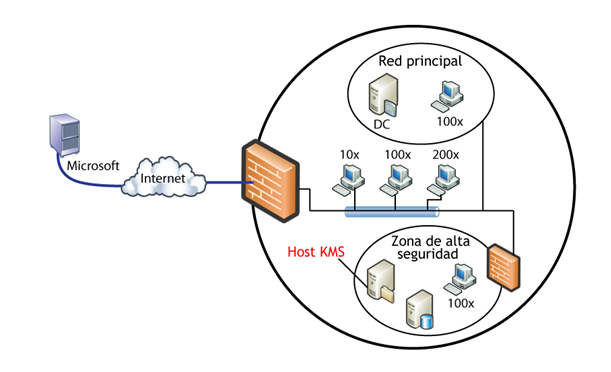 Red principal
DC
100x
Microsoft
Internet
10x
100x
200x
Host KMS
Zona de alta
seguridad
100x